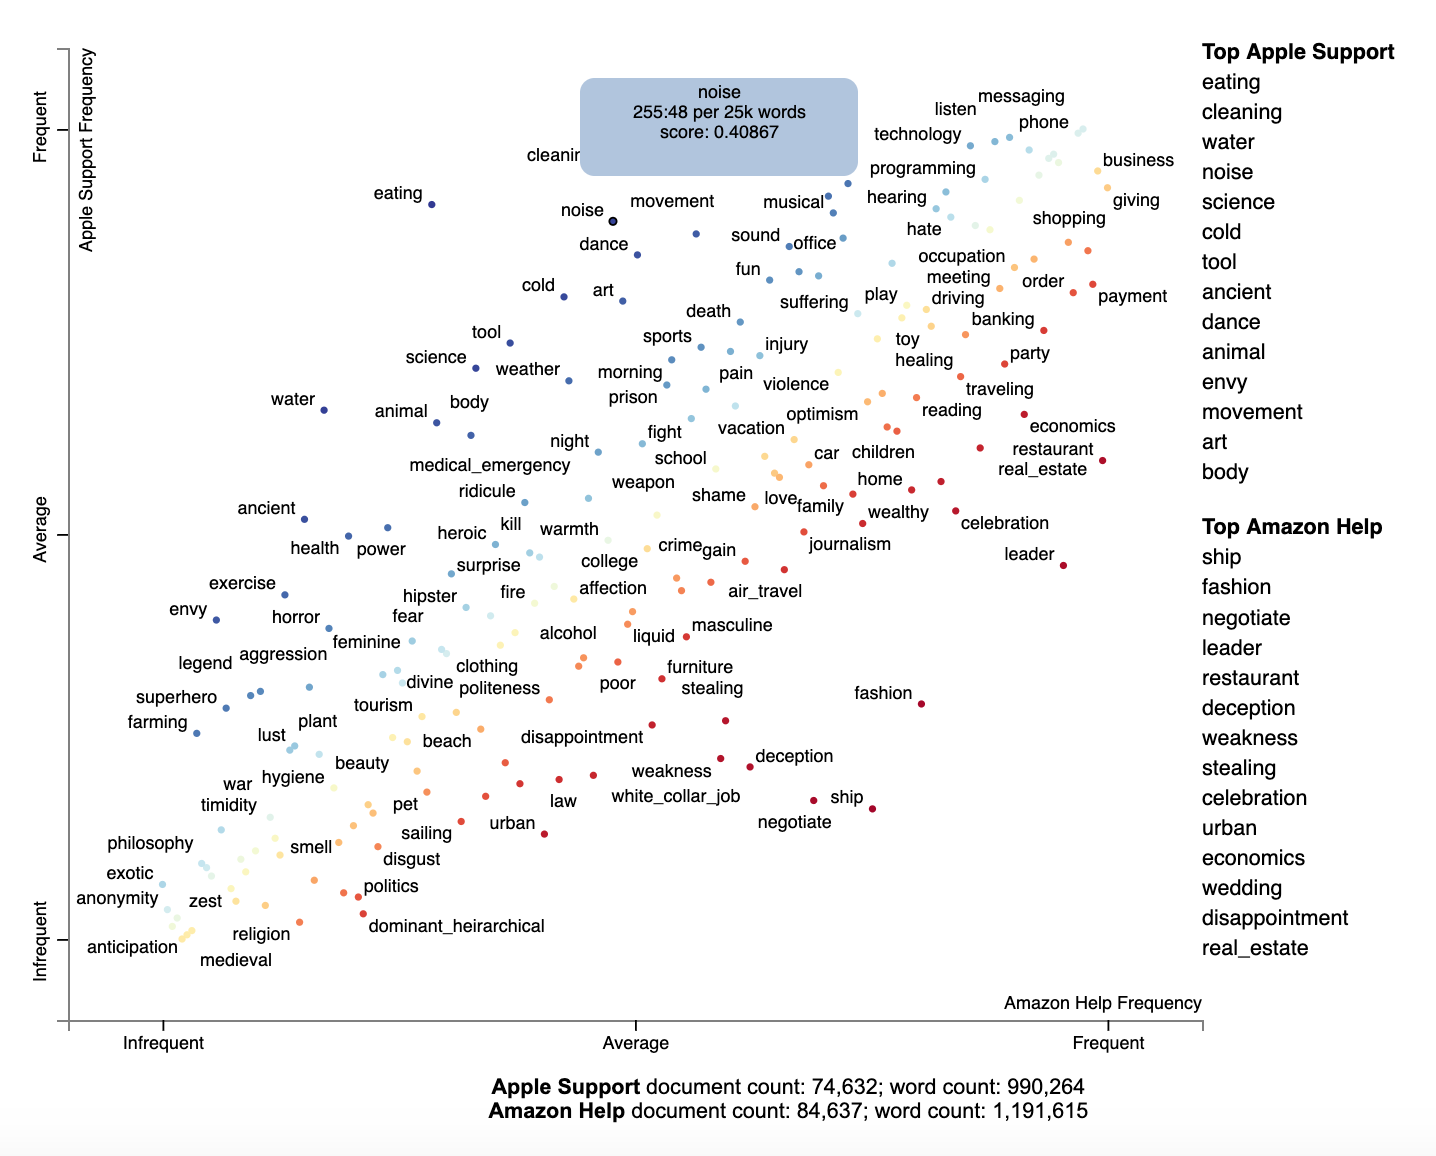 Top Apple Support
eating
cleaning
water
noise
science
cold
tool
ancient
dance
animal
envy
movement
art
body
Top Amazon Help
ship
fashion
negotiate
leader
restaurant
deception
weakness
stealing
celebration
urban
economics
wedding
disappointment
real_estate
Apple Support Frequency
Frequent
Average
Infrequent
noise
255:48 per 25k words
score: 0.40867
messaging
listen
phone
technology
cleanin
business
programming
eating
movement
musical
hearing
giving
noise
shopping
sound
office
hate
dance
occupation
fun
meeting
order
cold
art
suffering
play
driving
payment
death
banking
tool
sports
injury
toy
science
weather
morning
pain
healing
party
violence
traveling
water
animal
body
prison
optimism
reading
economics
vacation
night
fight
car
children
restaurant
medical_emergency
school
real_estate
ridicule
weapon
shame
love
home
family
ancient
wealthy
celebration
heroic
kill
warmth
health
power
crime
gain
journalism
leader
surprise
college
exercise
hipster
fire
affection
air_travel
envy
horror
fear
feminine
alcohol
liquid
masculine
legend
aggression
clothing
furniture
superhero
divine
politeness
poor
stealing
fashion
tourism
farming
plant
lust
beach
disappointment
hygiene
beauty
weakness
deception
war
timidity
pet
law
white_collar_job
ship
sailing
urban
negotiate
philosophy
smell
disgust
exotic
anonymity
zest
politics
dominant_heirarchical
religion
anticipation
medieval
Amazon Help Frequency
Infrequent
Average
Frequent
Apple Support document count: 74,632; word count: 990,264
Amazon Help document count: 84,637; word count: 1,191,615